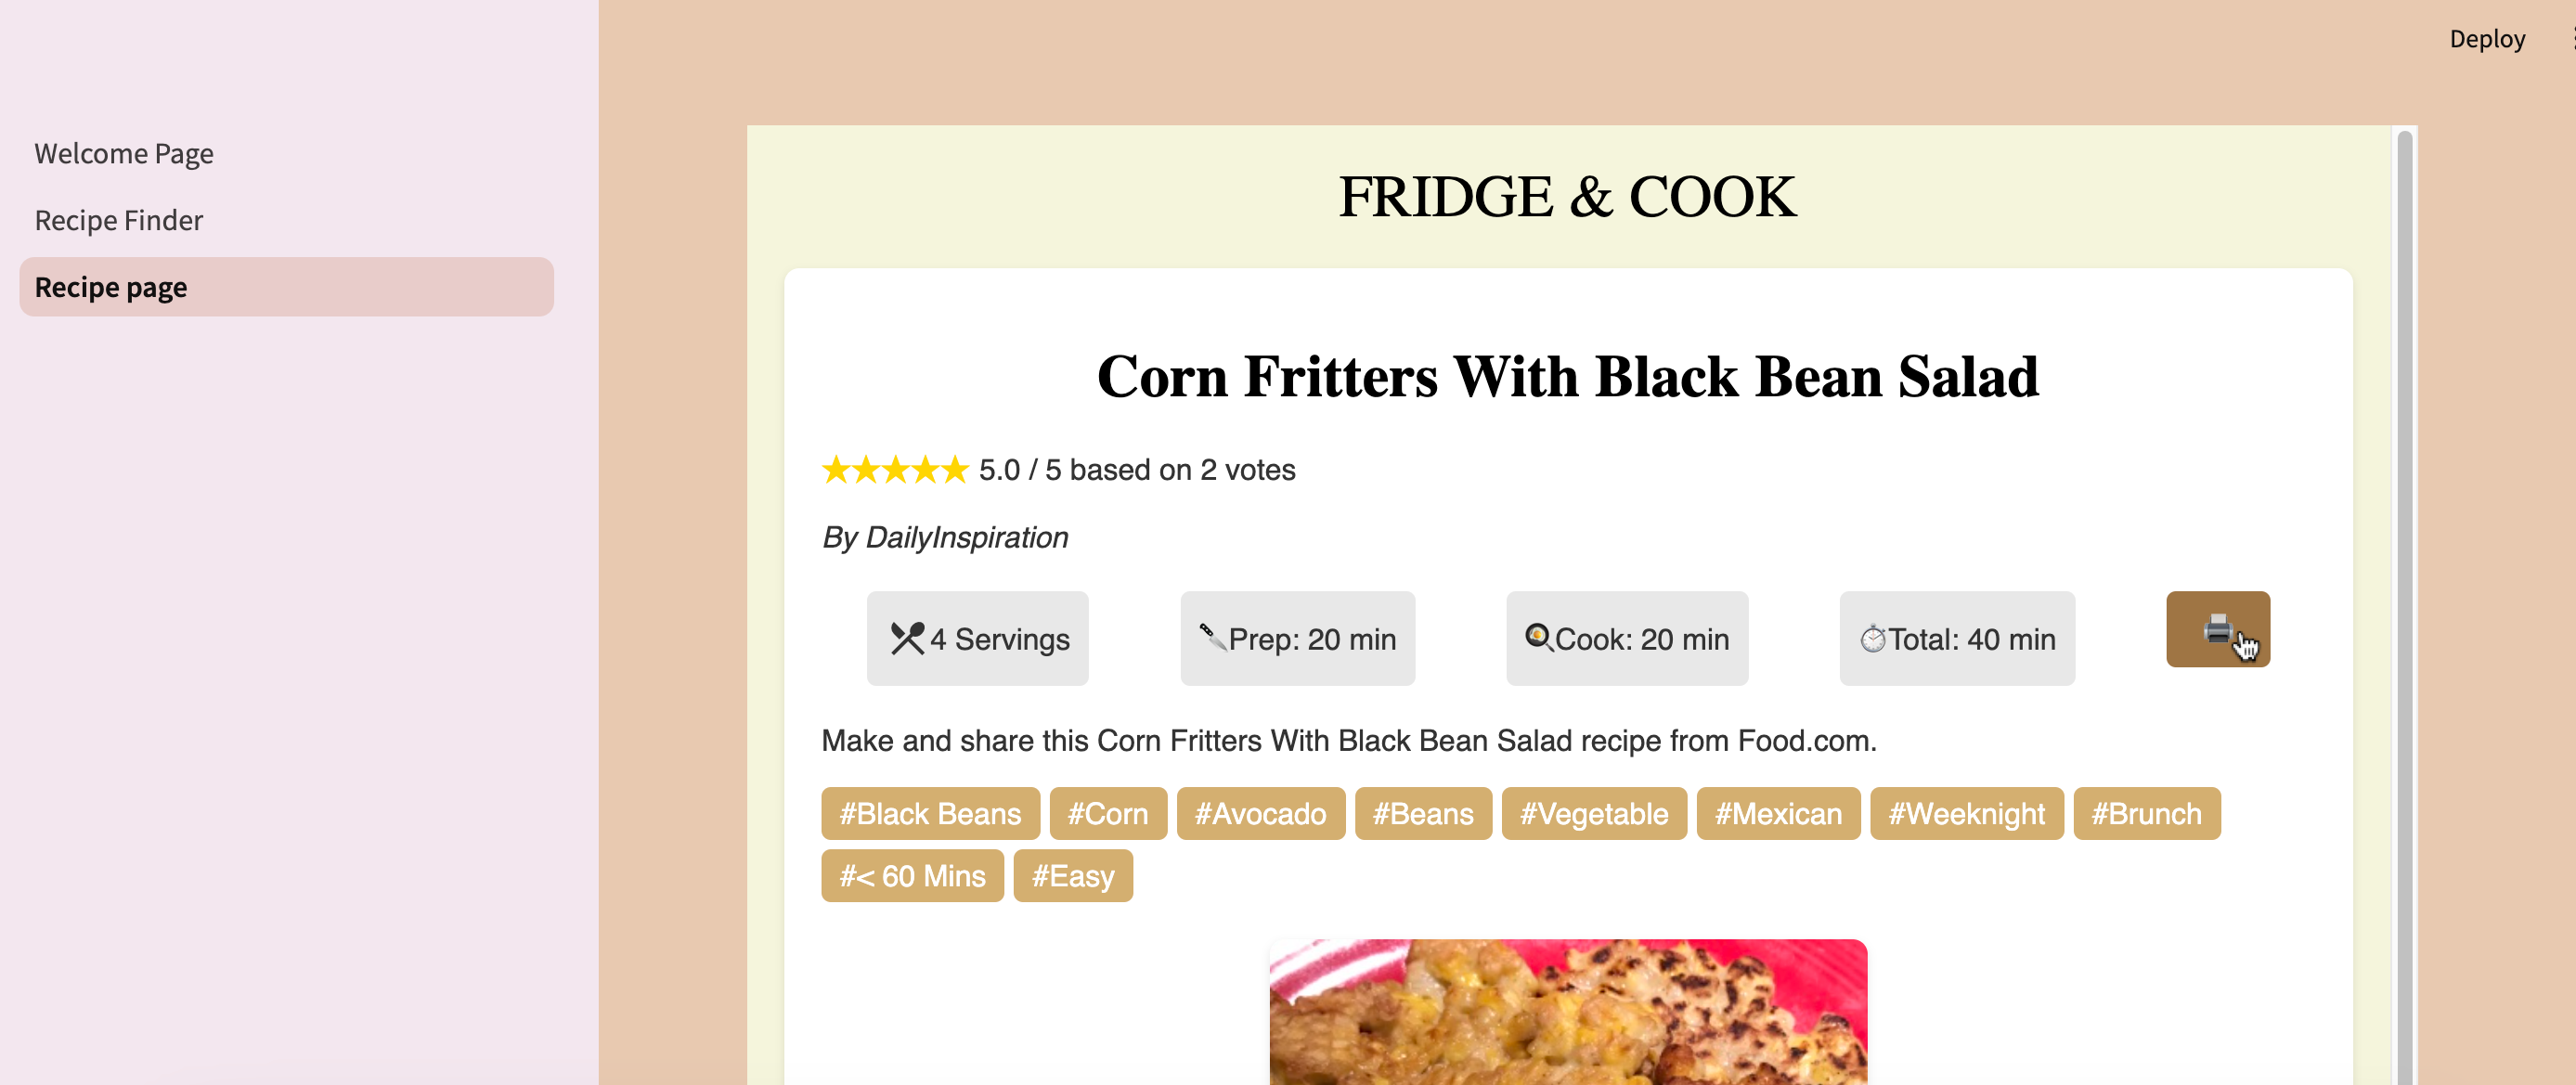 Deploy
Welcome Page
Recipe Finder
Recipe page
FRIDGE & COOK
Corn Fritters With Black Bean Salad
★★★★★ 5.0 / 5 based on 2 votes
By DailyInspiration
4 Servings
Prep: 20 min
Cook: 20 min
Total: 40 min
Make and share this Corn Fritters With Black Bean Salad recipe from Food.com.
#Black Beans #Corn #Avocado #Beans #Vegetable #Mexican #Weeknight #Brunch
#< 60 Mins #Easy